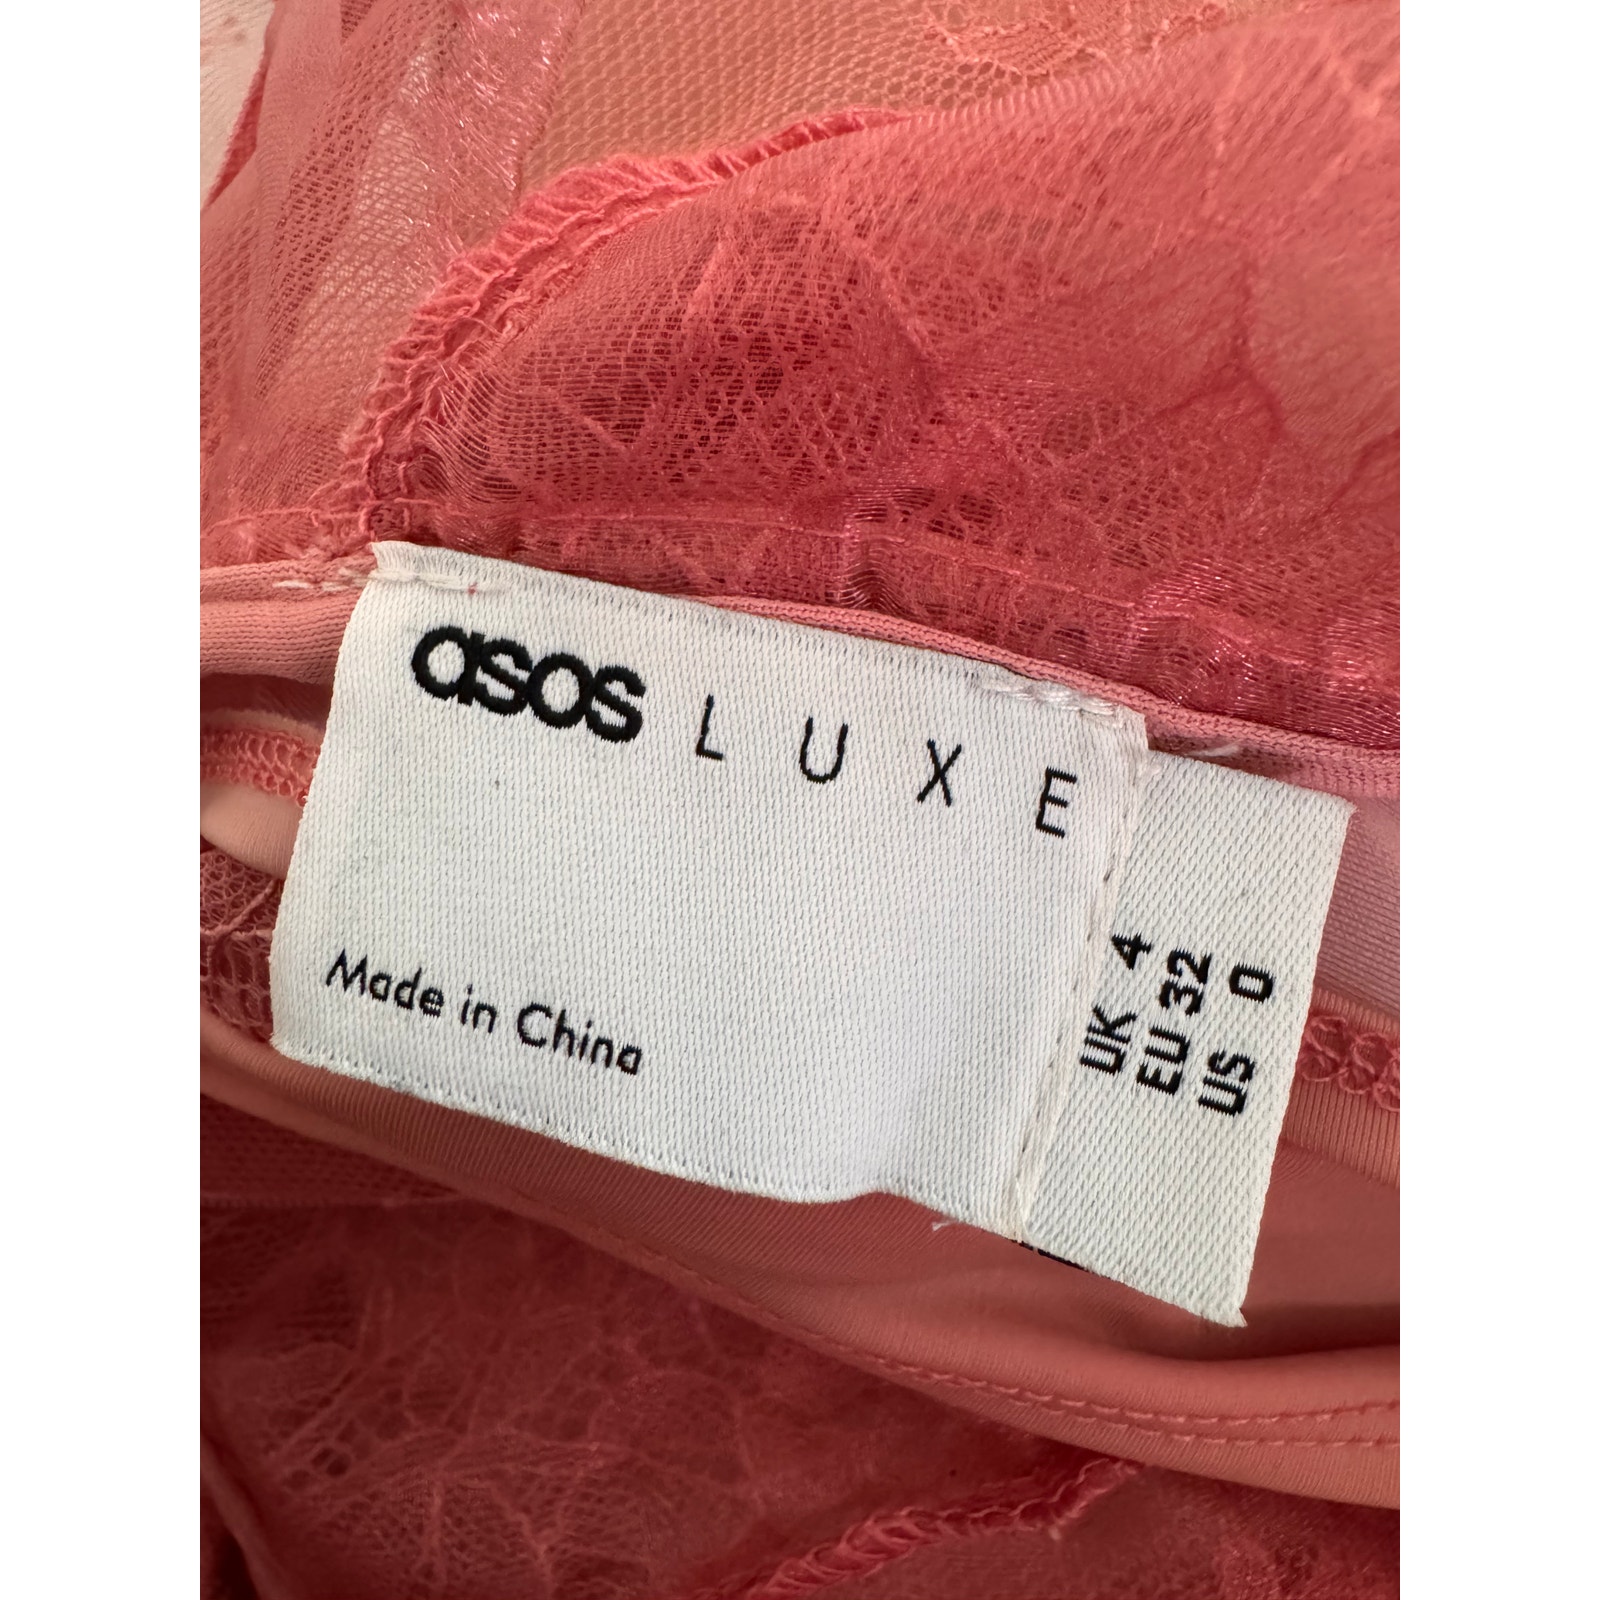 asos LUXE
Made in China
UK 4
EU 32
US 0